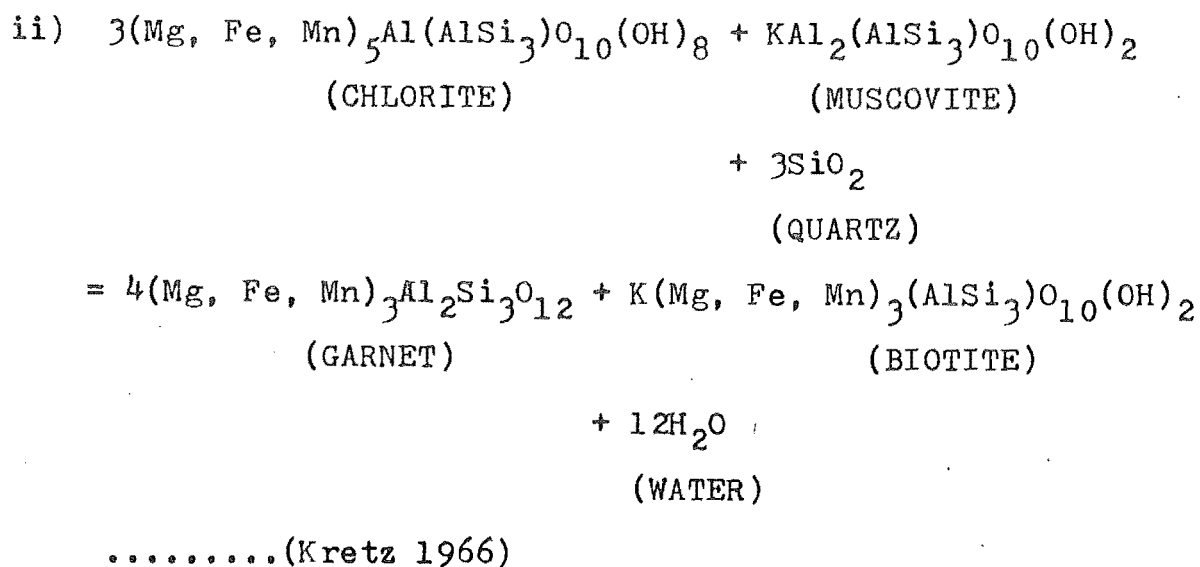 ii) 3(Mg, Fe, Mn)₅Al(AlSi₃)O₁₀(OH)₈ + KAl₂(AlSi₃)O₁₀(OH)₂
(CHLORITE) (MUSCOVITE)
+ 3SiO₂
(QUARTZ)
= 4(Mg, Fe, Mn)₃Al₂Si₃O₁₂ + K(Mg, Fe, Mn)₃(AlSi₃)O₁₀(OH)₂
(GARNET) (BIOTITE)
+ 12H₂O
(WATER)
.........(Kretz 1966)